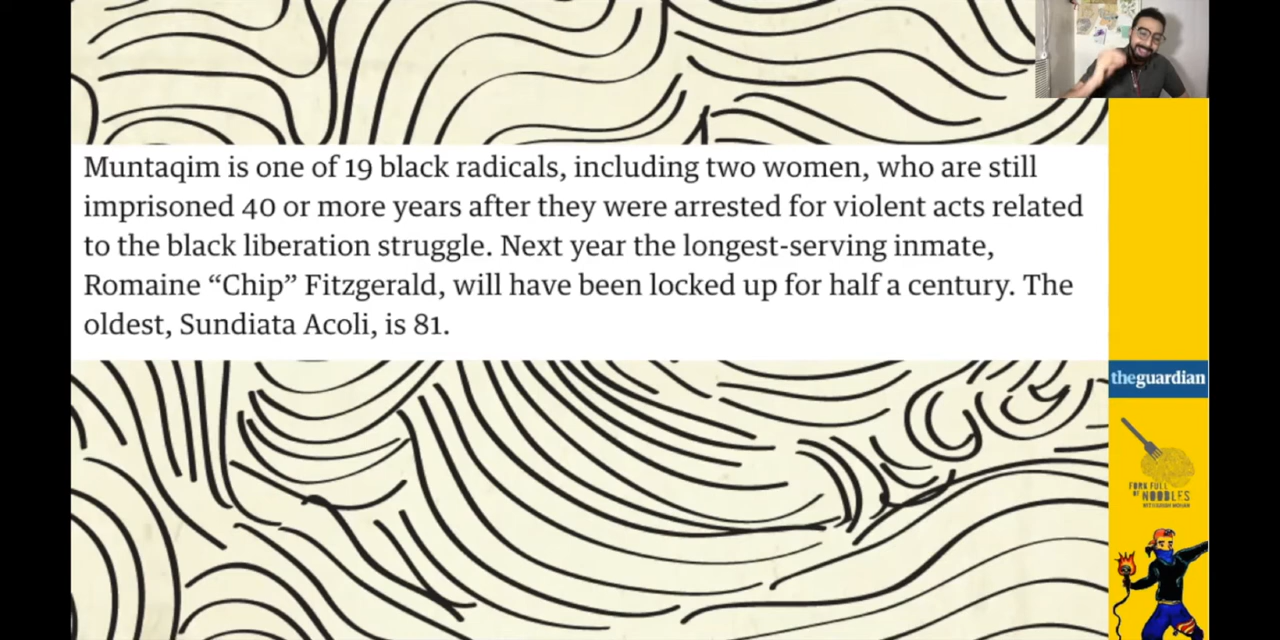 Muntaqim is one of 19 black radicals, including two women, who are still
imprisoned 40 or more years after they were arrested for violent acts related
to the black liberation struggle. Next year the longest-serving inmate,
Romaine “Chip” Fitzgerald, will have been locked up for half a century. The
oldest, Sundiata Acoli, is 81.
theguardian
FORK FULL
OF NOODLES